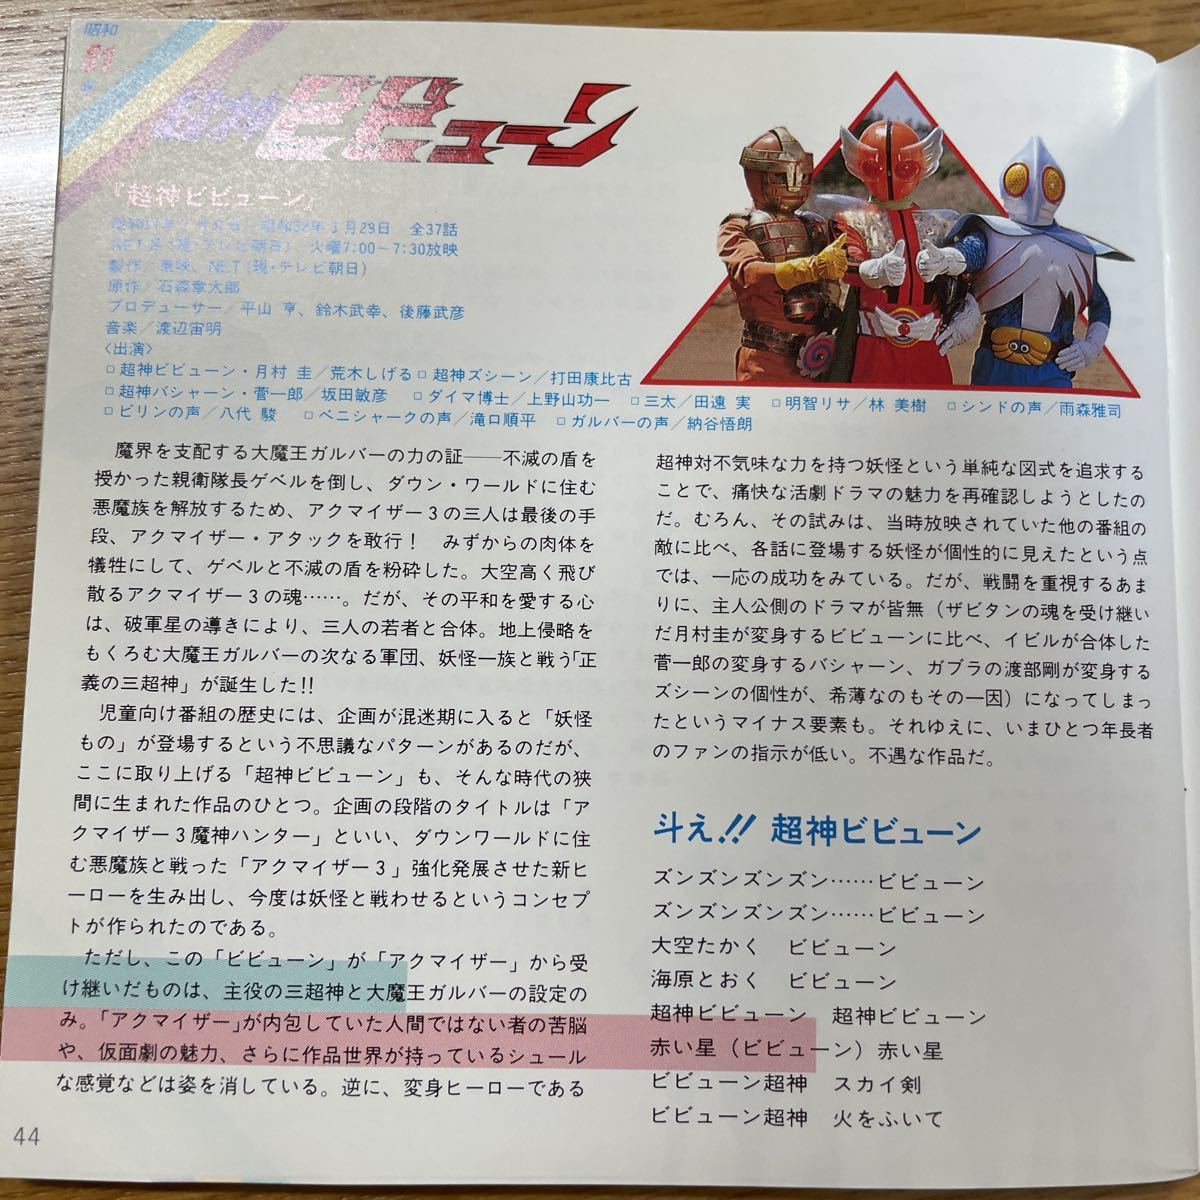 昭和
51
年
超神ビビューン
『超神ビビューン』
昭和52年3月29日 全37話
NET系(現・テレビ朝日) 火曜7:00−7:30放映
製作/東映、NET(現・テレビ朝日)
原作/石森章太郎
プロデューサー/平山 亨、鈴木武幸、後藤武彦
音楽/渡辺宙明
〈出演〉
□超神ビビューン・月村 圭/荒木しげる □超神ズシーン/打田康比古
□超神バシャーン・菅一郎/坂田敏彦 □ダイマ博士/上野山功一 □三太/田遠 実 □明智リサ/林 美樹 □シンドの声/雨森雅司
□ビリンの声/八代 駿 □ベニシャークの声/滝口順平 □ガルバーの声/納谷悟朗
魔界を支配する大魔王ガルバーの力の証――不滅の盾を
授かった親衛隊長ゲベルを倒し、ダウン・ワールドに住む
悪魔族を解放するため、アクマイザー3の三人は最後の手
段、アクマイザー・アタックを敢行! みずからの肉体を
犠牲にして、ゲベルと不滅の盾を粉砕した。大空高く飛び
散るアクマイザー3の魂……。だが、その平和を愛する心
は、破軍星の導きにより、三人の若者と合体。地上侵略を
もくろむ大魔王ガルバーの次なる軍団、妖怪一族と戦う「正
義の三超神」が誕生した!!
児童向け番組の歴史には、企画が混迷期に入ると「妖怪
もの」が登場するという不思議なパターンがあるのだが、
ここに取り上げる「超神ビビューン」も、そんな時代の狭
間に生まれた作品のひとつ。企画の段階のタイトルは「ア
クマイザー3魔神ハンター」といい、ダウンワールドに住
む悪魔族と戦った「アクマイザー3」強化発展させた新ヒ
ーローを生み出し、今度は妖怪と戦わせるというコンセプ
トが作られたのである。
ただし、この「ビビューン」が「アクマイザー」から受
け継いだものは、主役の三超神と大魔王ガルバーの設定の
み。「アクマイザー」が内包していた人間ではない者の苦脳
や、仮面劇の魅力、さらに作品世界が持っているシュール
な感覚などは姿を消している。逆に、変身ヒーローである
44
超神対不気味な力を持つ妖怪という単純な図式を追求する
ことで、痛快な活劇ドラマの魅力を再確認しようとしたの
だ。むろん、その試みは、当時放映されていた他の番組の
敵に比べ、各話に登場する妖怪が個性的に見えたという点
では、一応の成功をみている。だが、戦闘を重視するあま
りに、主人公側のドラマが皆無(ザビタンの魂を受け継い
だ月村圭が変身するビビューンに比べ、イビルが合体した
菅一郎の変身するバシャーン、ガブラの渡部剛が変身する
ズシーンの個性が、希薄なのもその一因)になってしまっ
たというマイナス要素も。それゆえに、いまひとつ年長者
のファンの指示が低い。不遇な作品だ。
斗え!! 超神ビビューン
ズンズンズンズン……ビビューン
ズンズンズンズン……ビビューン
大空たかく ビビューン
海原とおく ビビューン
超神ビビューン 超神ビビューン
赤い星(ビビューン)赤い星
ビビューン超神 スカイ剣
ビビューン超神 火をふいて